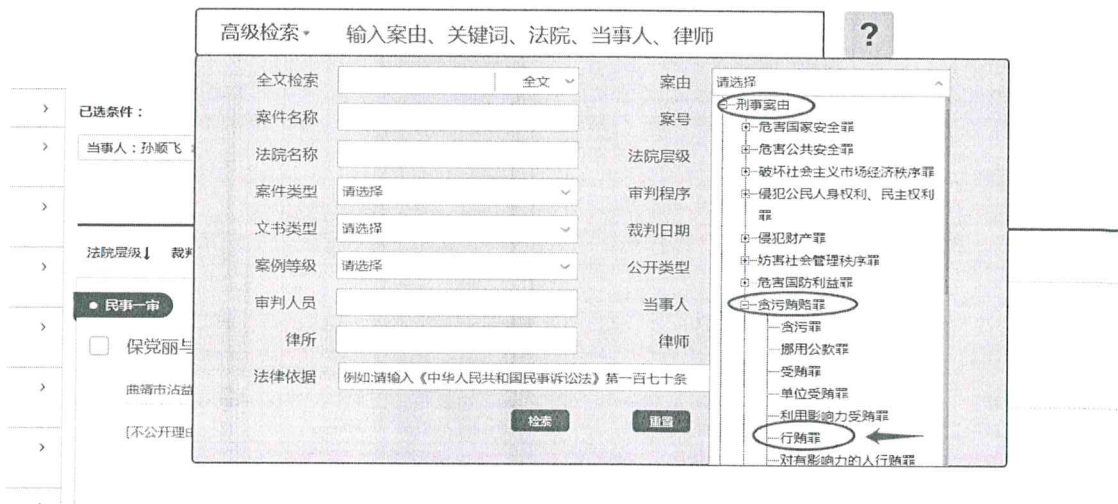 高级检索 输入案由、关键词、法院、当事人、律师 ?
全文检索 全文 案由 请选择
案件名称 案号
法院名称 法院层级
案件类型 请选择 审判程序
文书类型 请选择 裁判日期
案例等级 请选择 公开类型
审判人员 当事人
律所 律师
法律依据 例如:请输入《中华人民共和国民事诉讼法》第一百七十条
检索 重置
刑事案由
危害国家安全罪
危害公共安全罪
破坏社会主义市场经济秩序罪
侵犯公民人身权利、民主权利
罪
侵犯财产罪
妨害社会管理秩序罪
危害国防利益罪
贪污贿赂罪
贪污罪
挪用公款罪
受贿罪
单位受贿罪
利用影响力受贿罪
行贿罪
对有影响力的人行贿罪
已选条件：
当事人：孙顺飞
法院层级↓ 裁判
民事一审
保党丽与
曲靖市沾益
[不公开理由